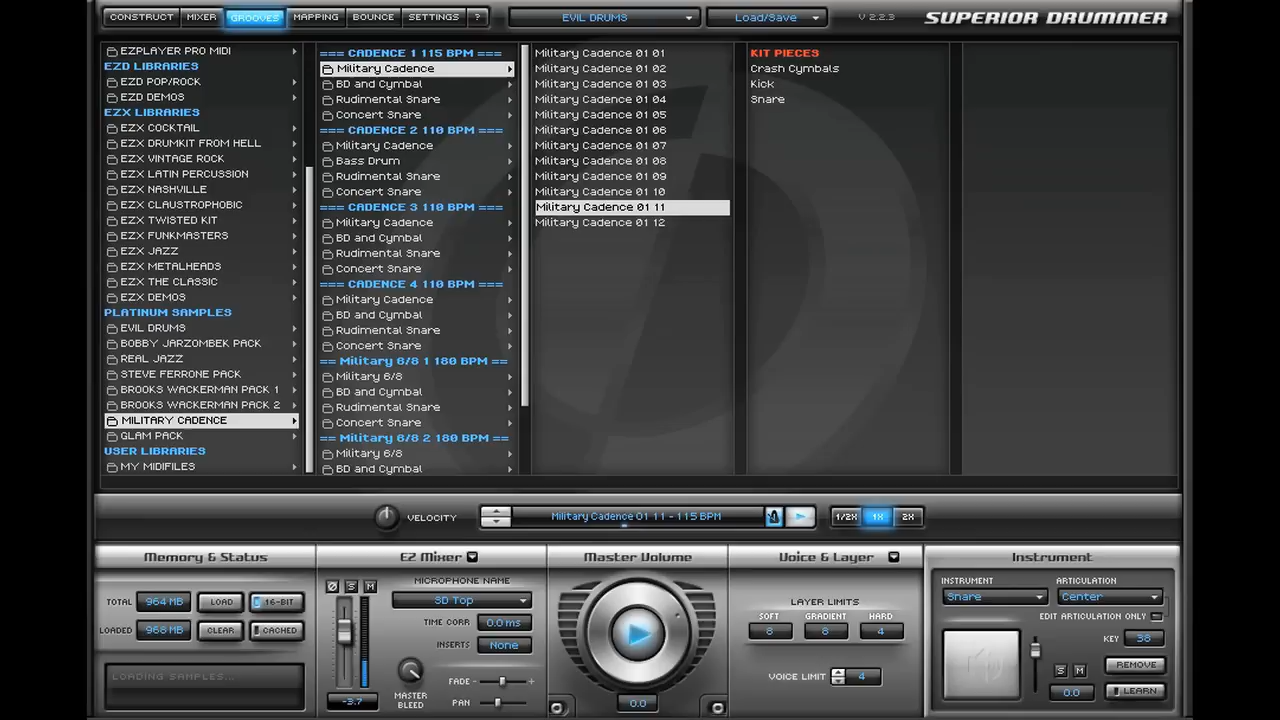 CONSTRUCT MIXER GROOVES MAPPING BOUNCE SETTINGS ? EVIL DRUMS Load/Save V 2.2.3 SUPERIOR DRUMMER
EZPLAYER PRO MIDI
EZD LIBRARIES
EZD POP/ROCK
EZD DEMOS
EZX LIBRARIES
EZX COCKTAIL
EZX DRUMKIT FROM HELL
EZX VINTAGE ROCK
EZX LATIN PERCUSSION
EZX NASHVILLE
EZX CLAUSTROPHOBIC
EZX TWISTED KIT
EZX FUNKMASTERS
EZX JAZZ
EZX METALHEADS
EZX THE CLASSIC
EZX DEMOS
PLATINUM SAMPLES
EVIL DRUMS
BOBBY JARZOMBEK PACK
REAL JAZZ
STEVE FERRONE PACK
BROOKS WACKERMAN PACK 1
BROOKS WACKERMAN PACK 2
MILITARY CADENCE
GLAM PACK
USER LIBRARIES
MY MIDIFILES
=== CADENCE 1 115 BPM ===
Military Cadence
BD and Cymbal
Rudimental Snare
Concert Snare
=== CADENCE 2 110 BPM ===
Military Cadence
Bass Drum
Rudimental Snare
Concert Snare
=== CADENCE 3 110 BPM ===
Military Cadence
BD and Cymbal
Rudimental Snare
Concert Snare
=== CADENCE 4 110 BPM ===
Military Cadence
BD and Cymbal
Rudimental Snare
Concert Snare
== Military 6/8 1 180 BPM ==
Military 6/8
BD and Cymbal
Rudimental Snare
Concert Snare
== Military 6/8 2 180 BPM ==
Military 6/8
BD and Cymbal
Military Cadence 01 01
Military Cadence 01 02
Military Cadence 01 03
Military Cadence 01 04
Military Cadence 01 05
Military Cadence 01 06
Military Cadence 01 07
Military Cadence 01 08
Military Cadence 01 09
Military Cadence 01 10
Military Cadence 01 11
Military Cadence 01 12
KIT PIECES
Crash Cymbals
Kick
Snare
VELOCITY Military Cadence 01 11 - 115 BPM 1/2X 1X 2X
Memory & Status
TOTAL 964 MB LOAD 16-BIT
LOADED 968 MB CLEAR CACHED
LOADING SAMPLES...
EZ Mixer
S M MICROPHONE NAME
SD Top
TIME CORR 0.0 ms
INSERTS None
FADE - +
MASTER BLEED PAN
-3.7
Master Volume
0.0
Voice & Layer
LAYER LIMITS
SOFT GRADIENT HARD
8 8 4
VOICE LIMIT 4
Instrument
INSTRUMENT ARTICULATION
Snare Center
EDIT ARTICULATION ONLY
KEY 38
S M REMOVE
0.0 LEARN